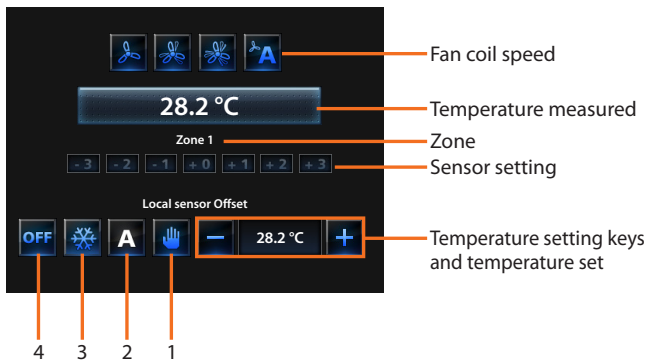 A
Fan coil speed
28.2 °C
Temperature measured
Zone 1
Zone
- 3 - 2 - 1 + 0 + 1 + 2 + 3
Sensor setting
Local sensor Offset
OFF A − 28.2 °C +
Temperature setting keys
and temperature set
4 3 2 1